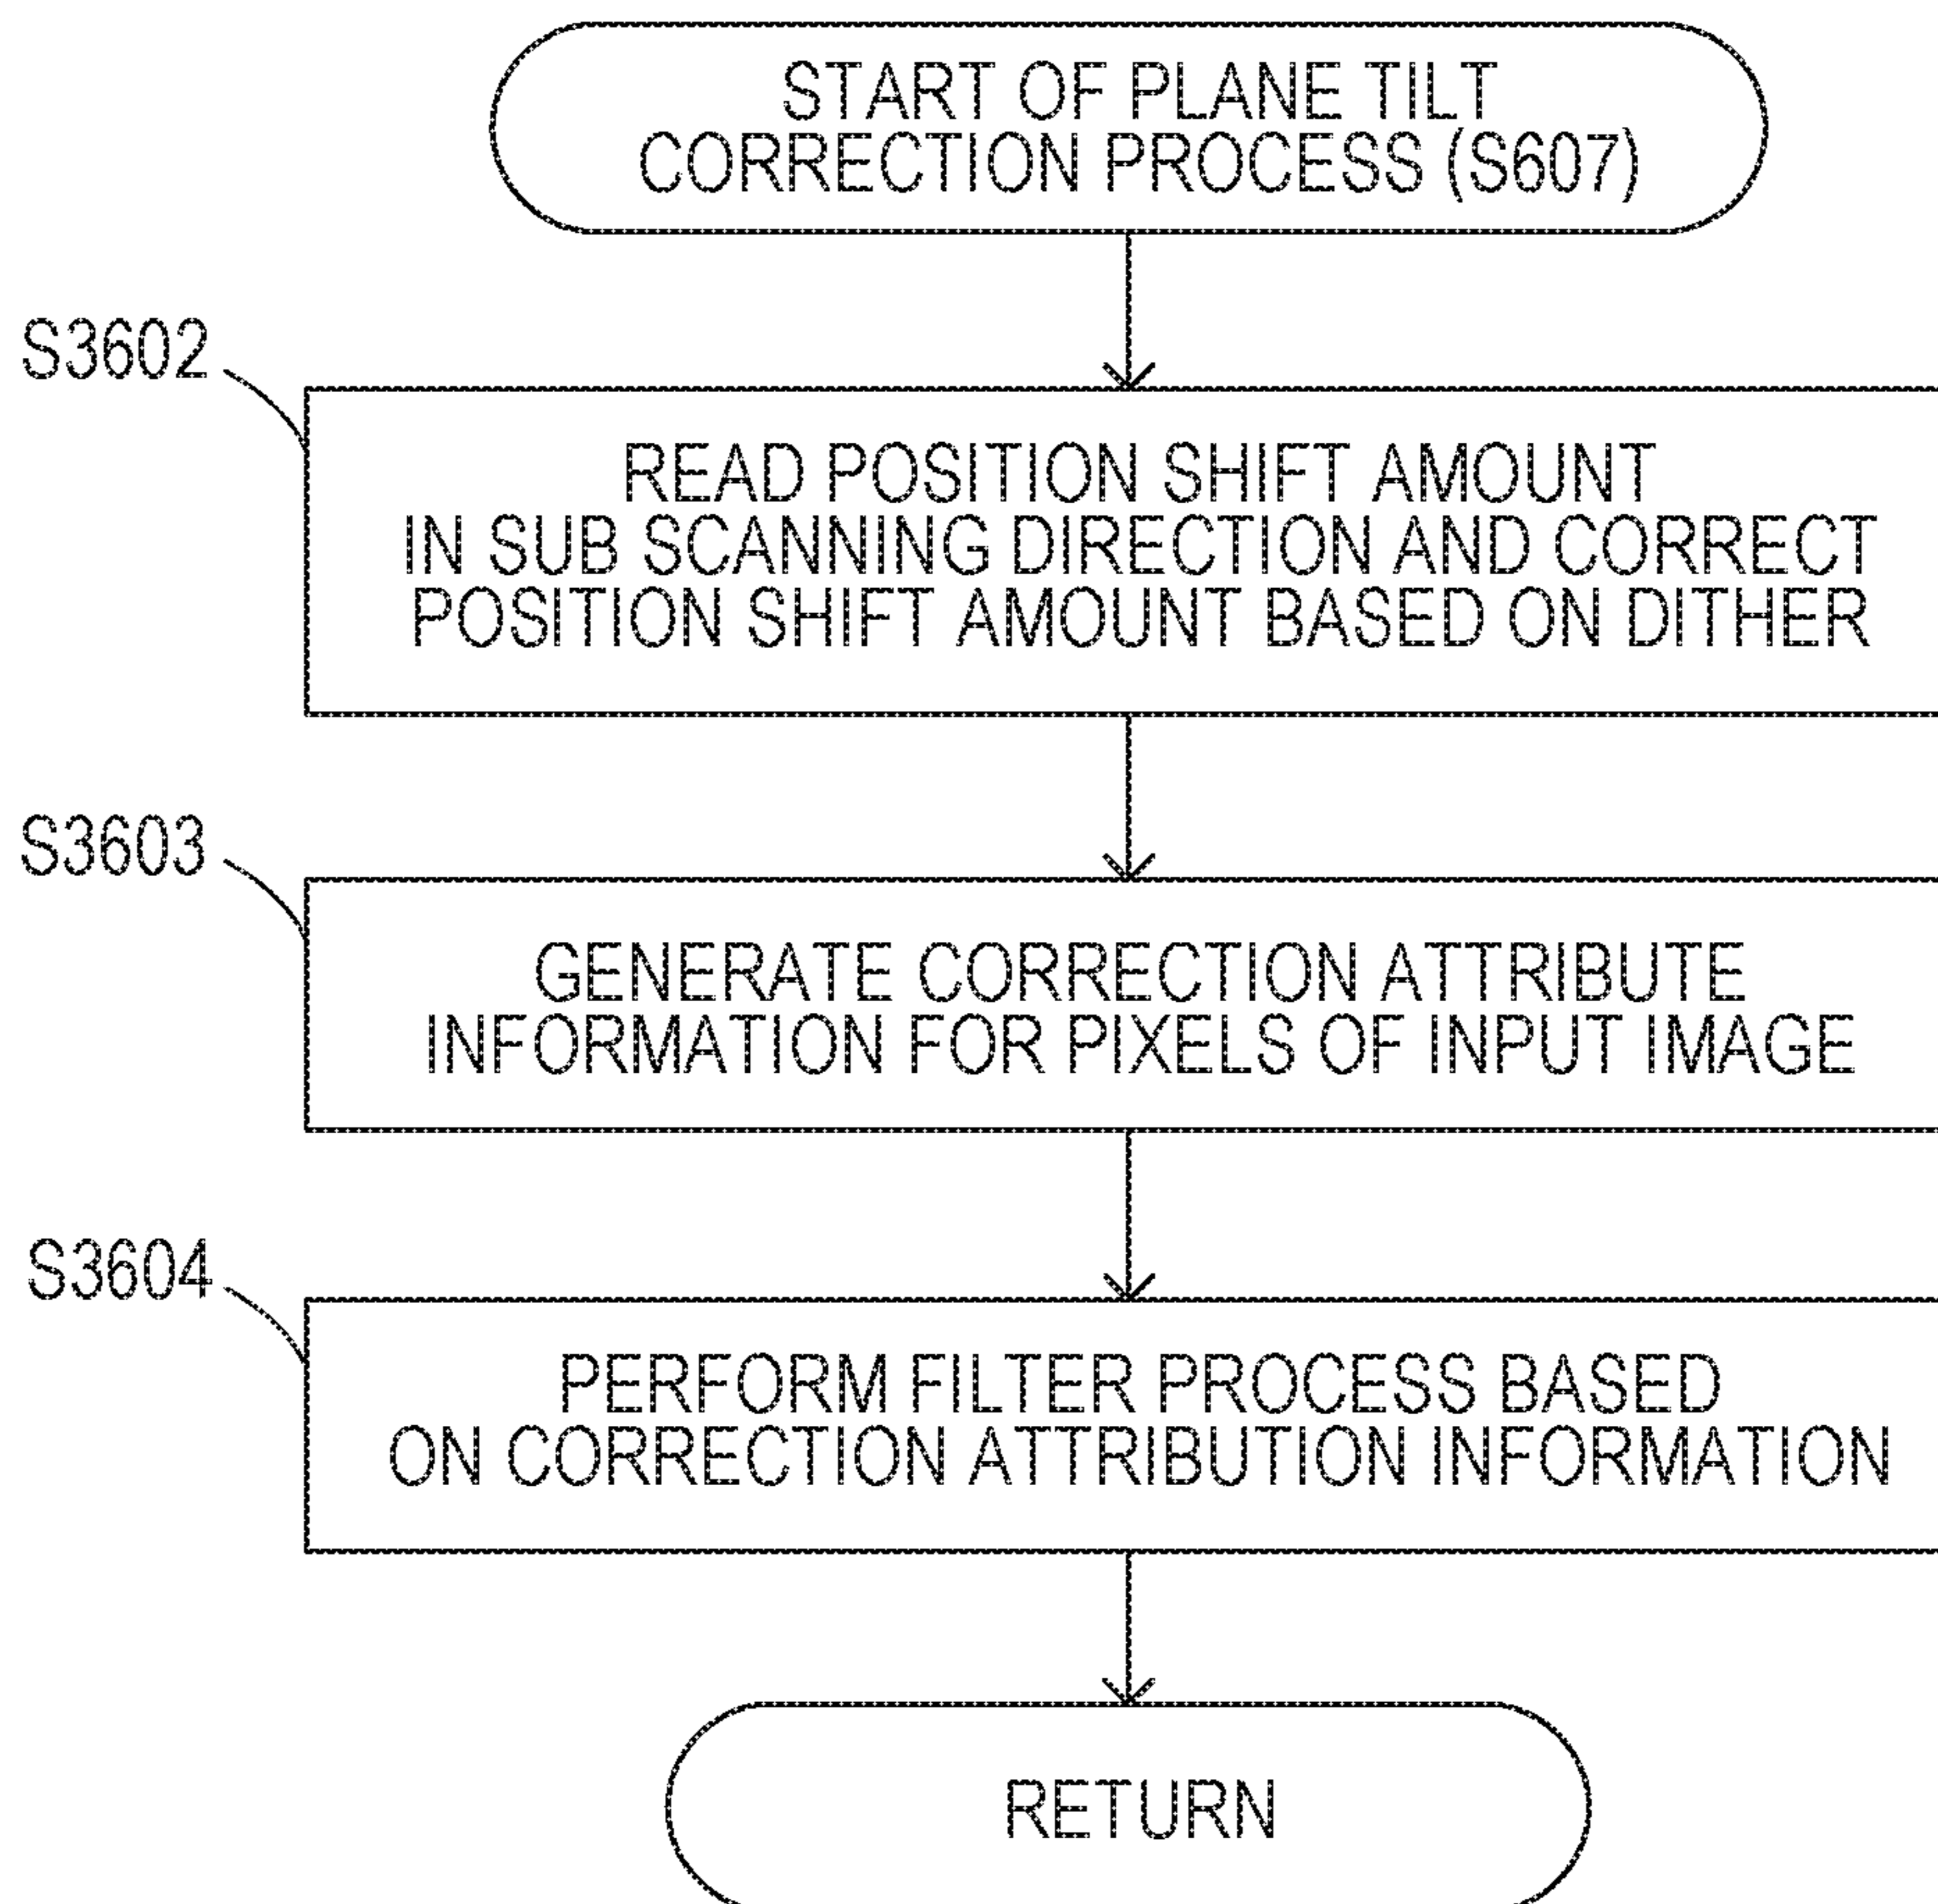 START OF PLANE TILT
CORRECTION PROCESS (S607)
S3602
READ POSITION SHIFT AMOUNT
IN SUB SCANNING DIRECTION AND CORRECT
POSITION SHIFT AMOUNT BASED ON DITHER
S3603
GENERATE CORRECTION ATTRIBUTE
INFORMATION FOR PIXELS OF INPUT IMAGE
S3604
PERFORM FILTER PROCESS BASED
ON CORRECTION ATTRIBUTION INFORMATION
RETURN